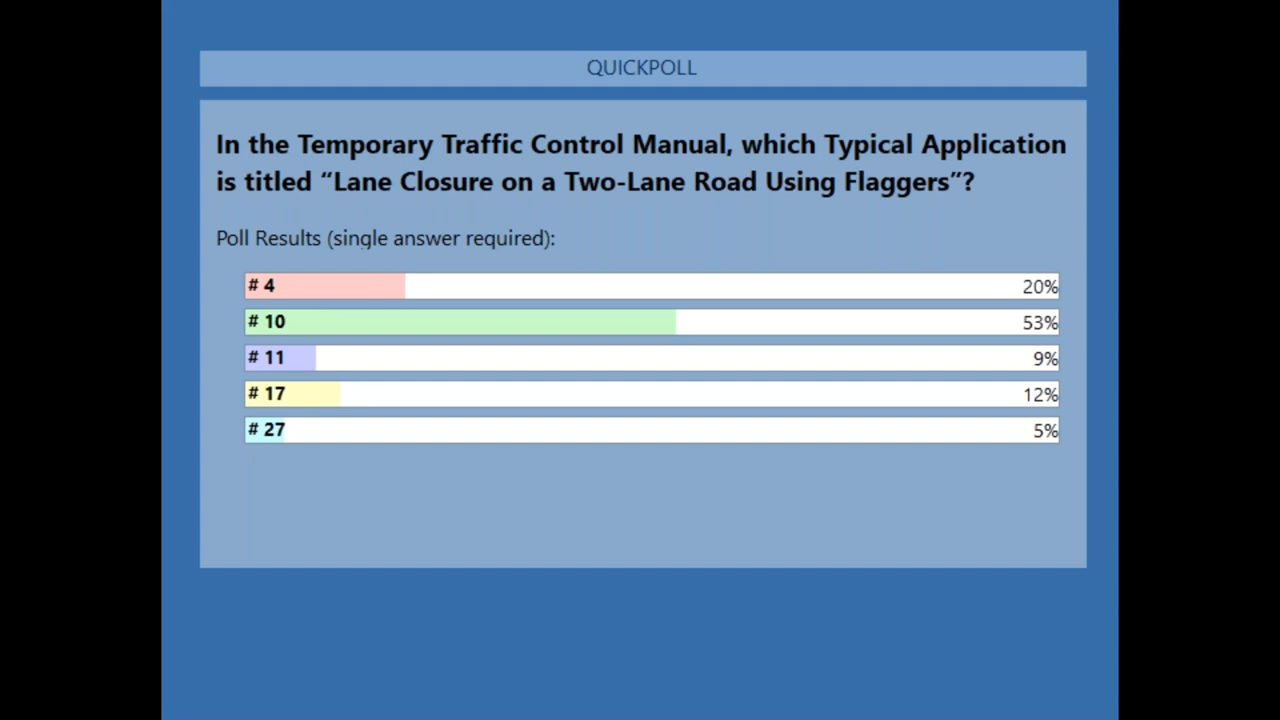 QUICKPOLL
In the Temporary Traffic Control Manual, which Typical Application
is titled “Lane Closure on a Two-Lane Road Using Flaggers”?
Poll Results (single answer required):
# 4 20%
# 10 53%
# 11 9%
# 17 12%
# 27 5%